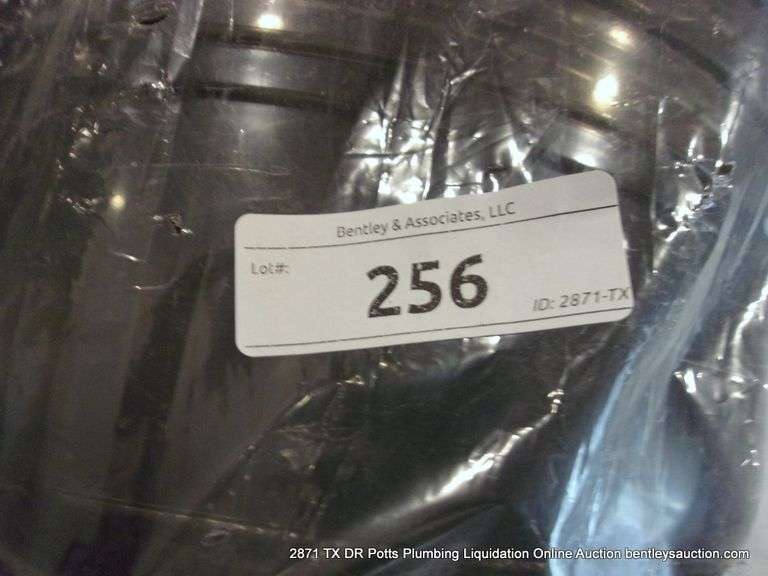 Bentley & Associates, LLC
Lot#:
256
ID: 2871-TX
2871 TX DR Potts Plumbing Liquidation Online Auction bentleysauction.com